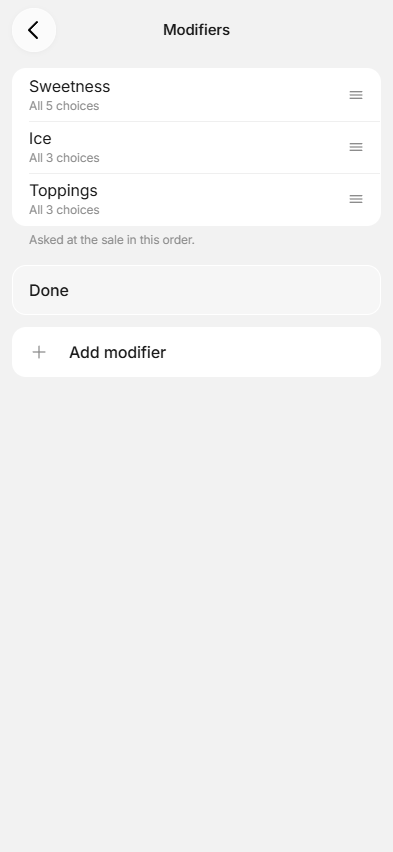 Modifiers
Sweetness
All 5 choices
Ice
All 3 choices
Toppings
All 3 choices
Asked at the sale in this order.
Done
Add modifier